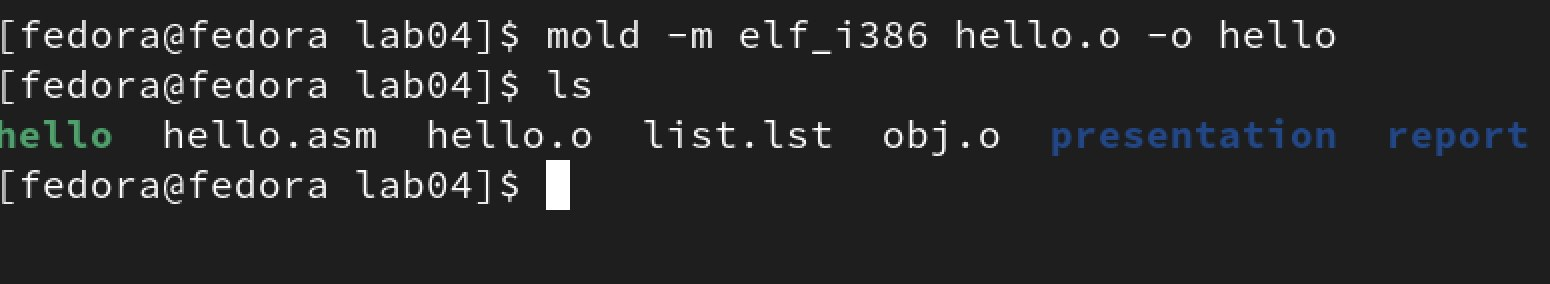 [fedora@fedora lab04]$ mold -m elf_i386 hello.o -o hello
[fedora@fedora lab04]$ ls
hello  hello.asm  hello.o  list.lst  obj.o  presentation  report
[fedora@fedora lab04]$